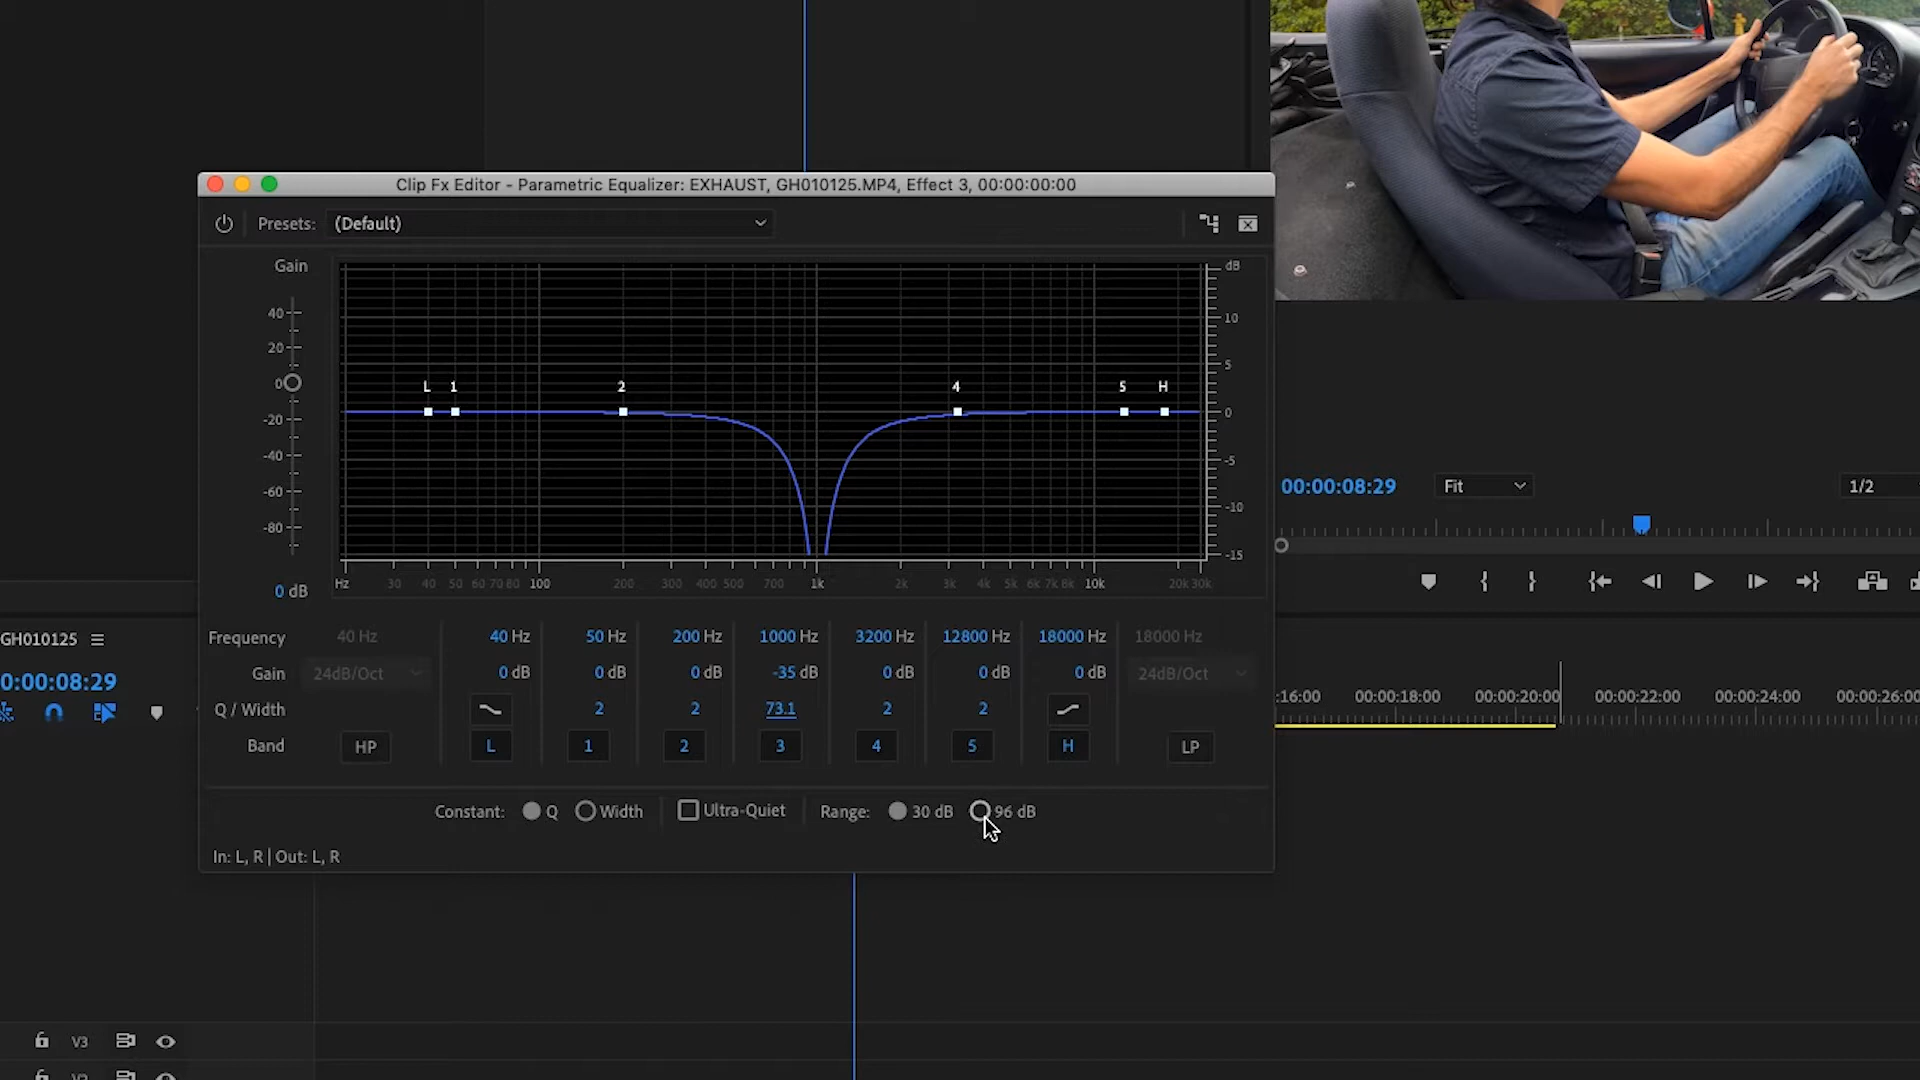 Clip Fx Editor - Parametric Equalizer: EXHAUST, GH010125.MP4, Effect 3, 00:00:00:00
Presets: (Default)
Gain
dB
40
20
0
-20
-40
-60
-80
0 dB
L 1 2 4 5 H
10
5
0
-5
-10
-15
Hz 30 40 50 60 70 80 100 200 300 400 500 700 1k 2k 3k 4k 5k 6k 7k 8k 10k 20k 30k
Frequency 40 Hz 40 Hz 50 Hz 200 Hz 1000 Hz 3200 Hz 12800 Hz 18000 Hz 18000 Hz
Gain 24dB/Oct 0 dB 0 dB 0 dB -35 dB 0 dB 0 dB 0 dB 24dB/Oct
Q / Width 2 2 73.1 2 2
Band HP L 1 2 3 4 5 H LP
Constant: Q Width Ultra-Quiet Range: 30 dB 96 dB
In: L, R | Out: L, R
00:00:08:29 Fit 1/2
GH010125
0:00:08:29
:16:00 00:00:18:00 00:00:20:00 00:00:22:00 00:00:24:00 00:00:26:00
V3